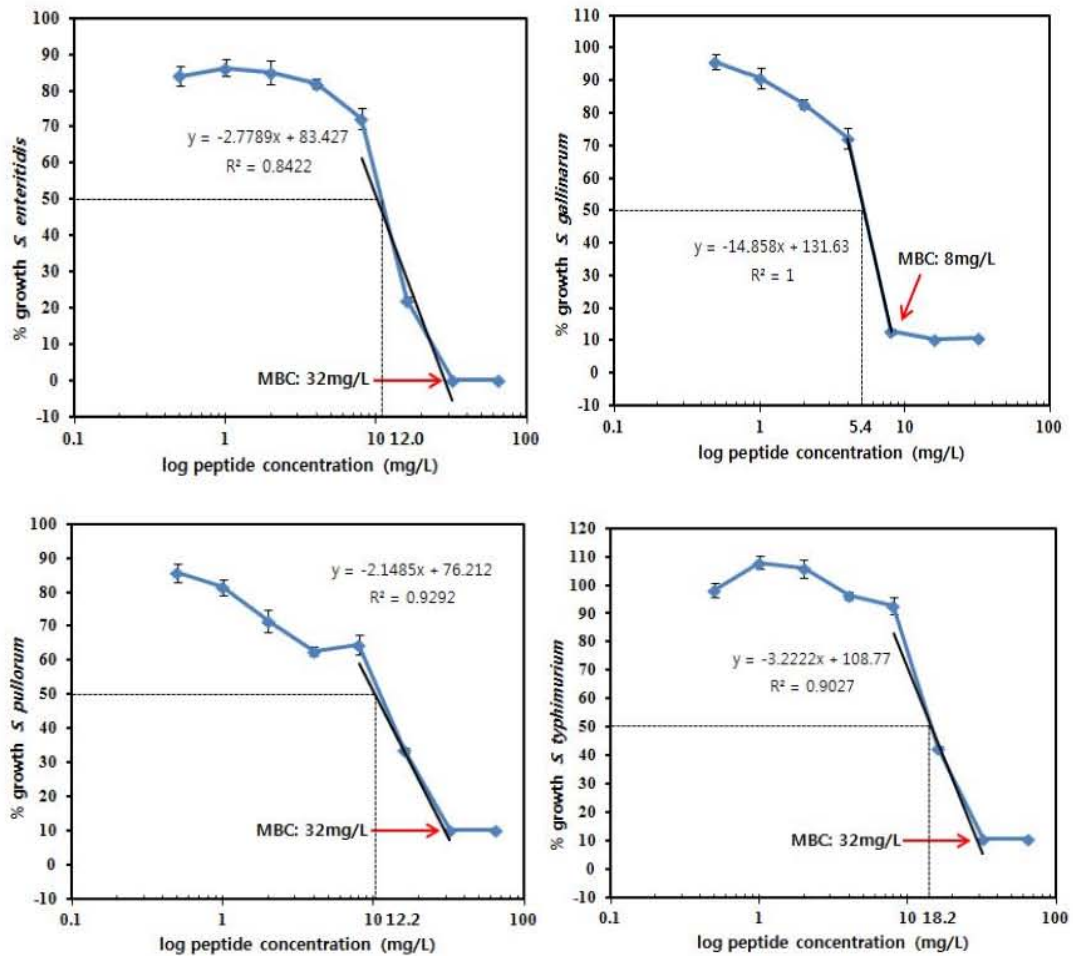 100
90
80
70
60
50
40
30
20
10
0
-10
% growth S. enteritidis
y = -2.7789x + 83.427
R² = 0.8422
MBC: 32mg/L
0.1 1 10 12.0 100
log peptide concentration (mg/L)
110
100
90
80
70
60
50
40
30
20
10
0
-10
% growth S. gallinarum
y = -14.858x + 131.63
R² = 1
MBC: 8mg/L
0.1 1 5.4 10 100
log peptide concentration (mg/L)
100
90
80
70
60
50
40
30
20
10
0
-10
% growth S. pullorum
y = -2.1485x + 76.212
R² = 0.9292
MBC: 32mg/L
0.1 1 10 12.2 100
log peptide concentration (mg/L)
120
110
100
90
80
70
60
50
40
30
20
10
0
-10
% growth S. typhimurium
y = -3.2222x + 108.77
R² = 0.9027
MBC: 32mg/L
0.1 1 10 18.2 100
log peptide concentration (mg/L)